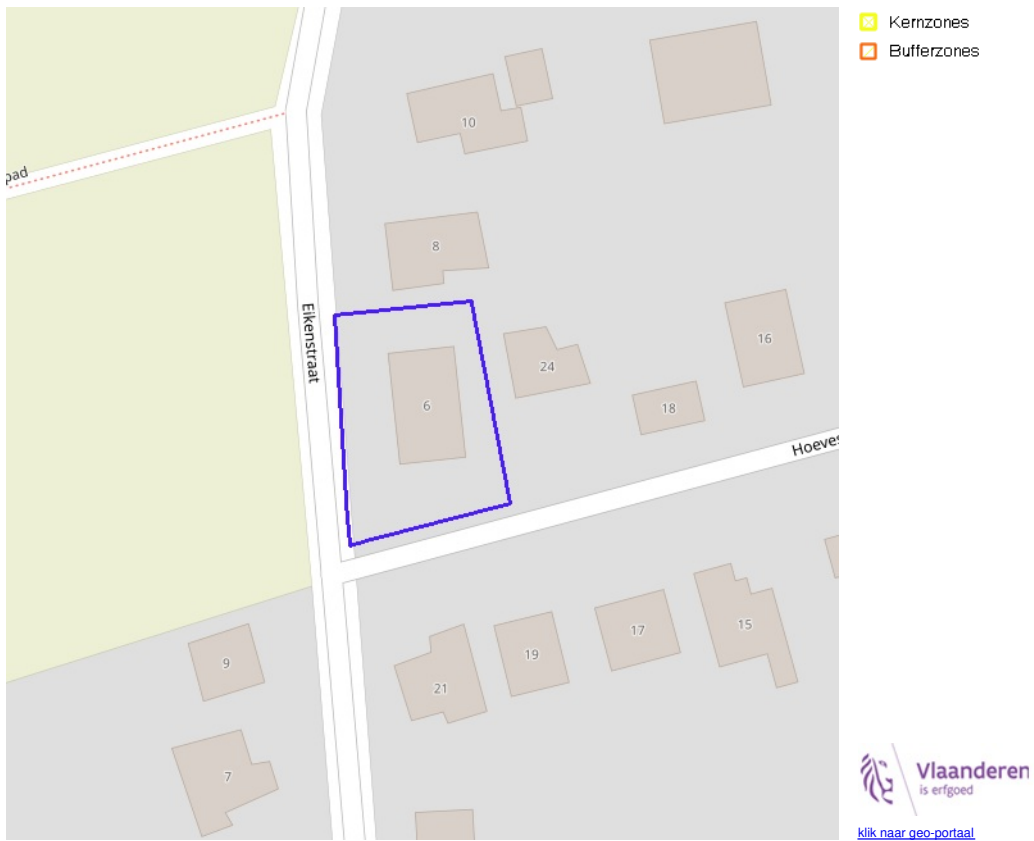 Kernzones
Bufferzones
10
pad
8
Eikenstraat
16
24
6
18
Hoeves
9
21
19
17
15
7
Vlaanderen
is erfgoed
klik naar geo-portaal